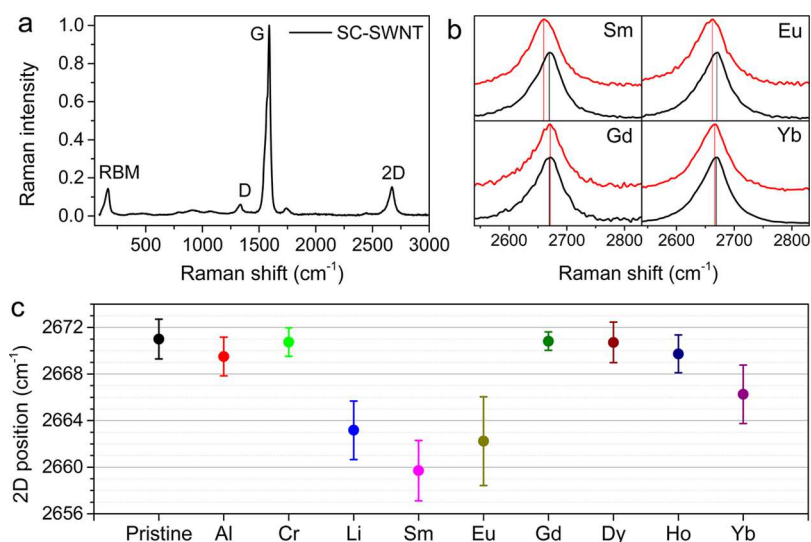 a
SC-SWNT
G
RBM
D
2D
Raman intensity
1.0
0.8
0.6
0.4
0.2
0.0
500 1000 1500 2000 2500 3000
Raman shift (cm-1)
b
Sm
Eu
Gd
Yb
2600 2700 2800 2600 2700 2800
Raman shift (cm-1)
c
2D position (cm-1)
2672
2668
2664
2660
2656
Pristine Al Cr Li Sm Eu Gd Dy Ho Yb